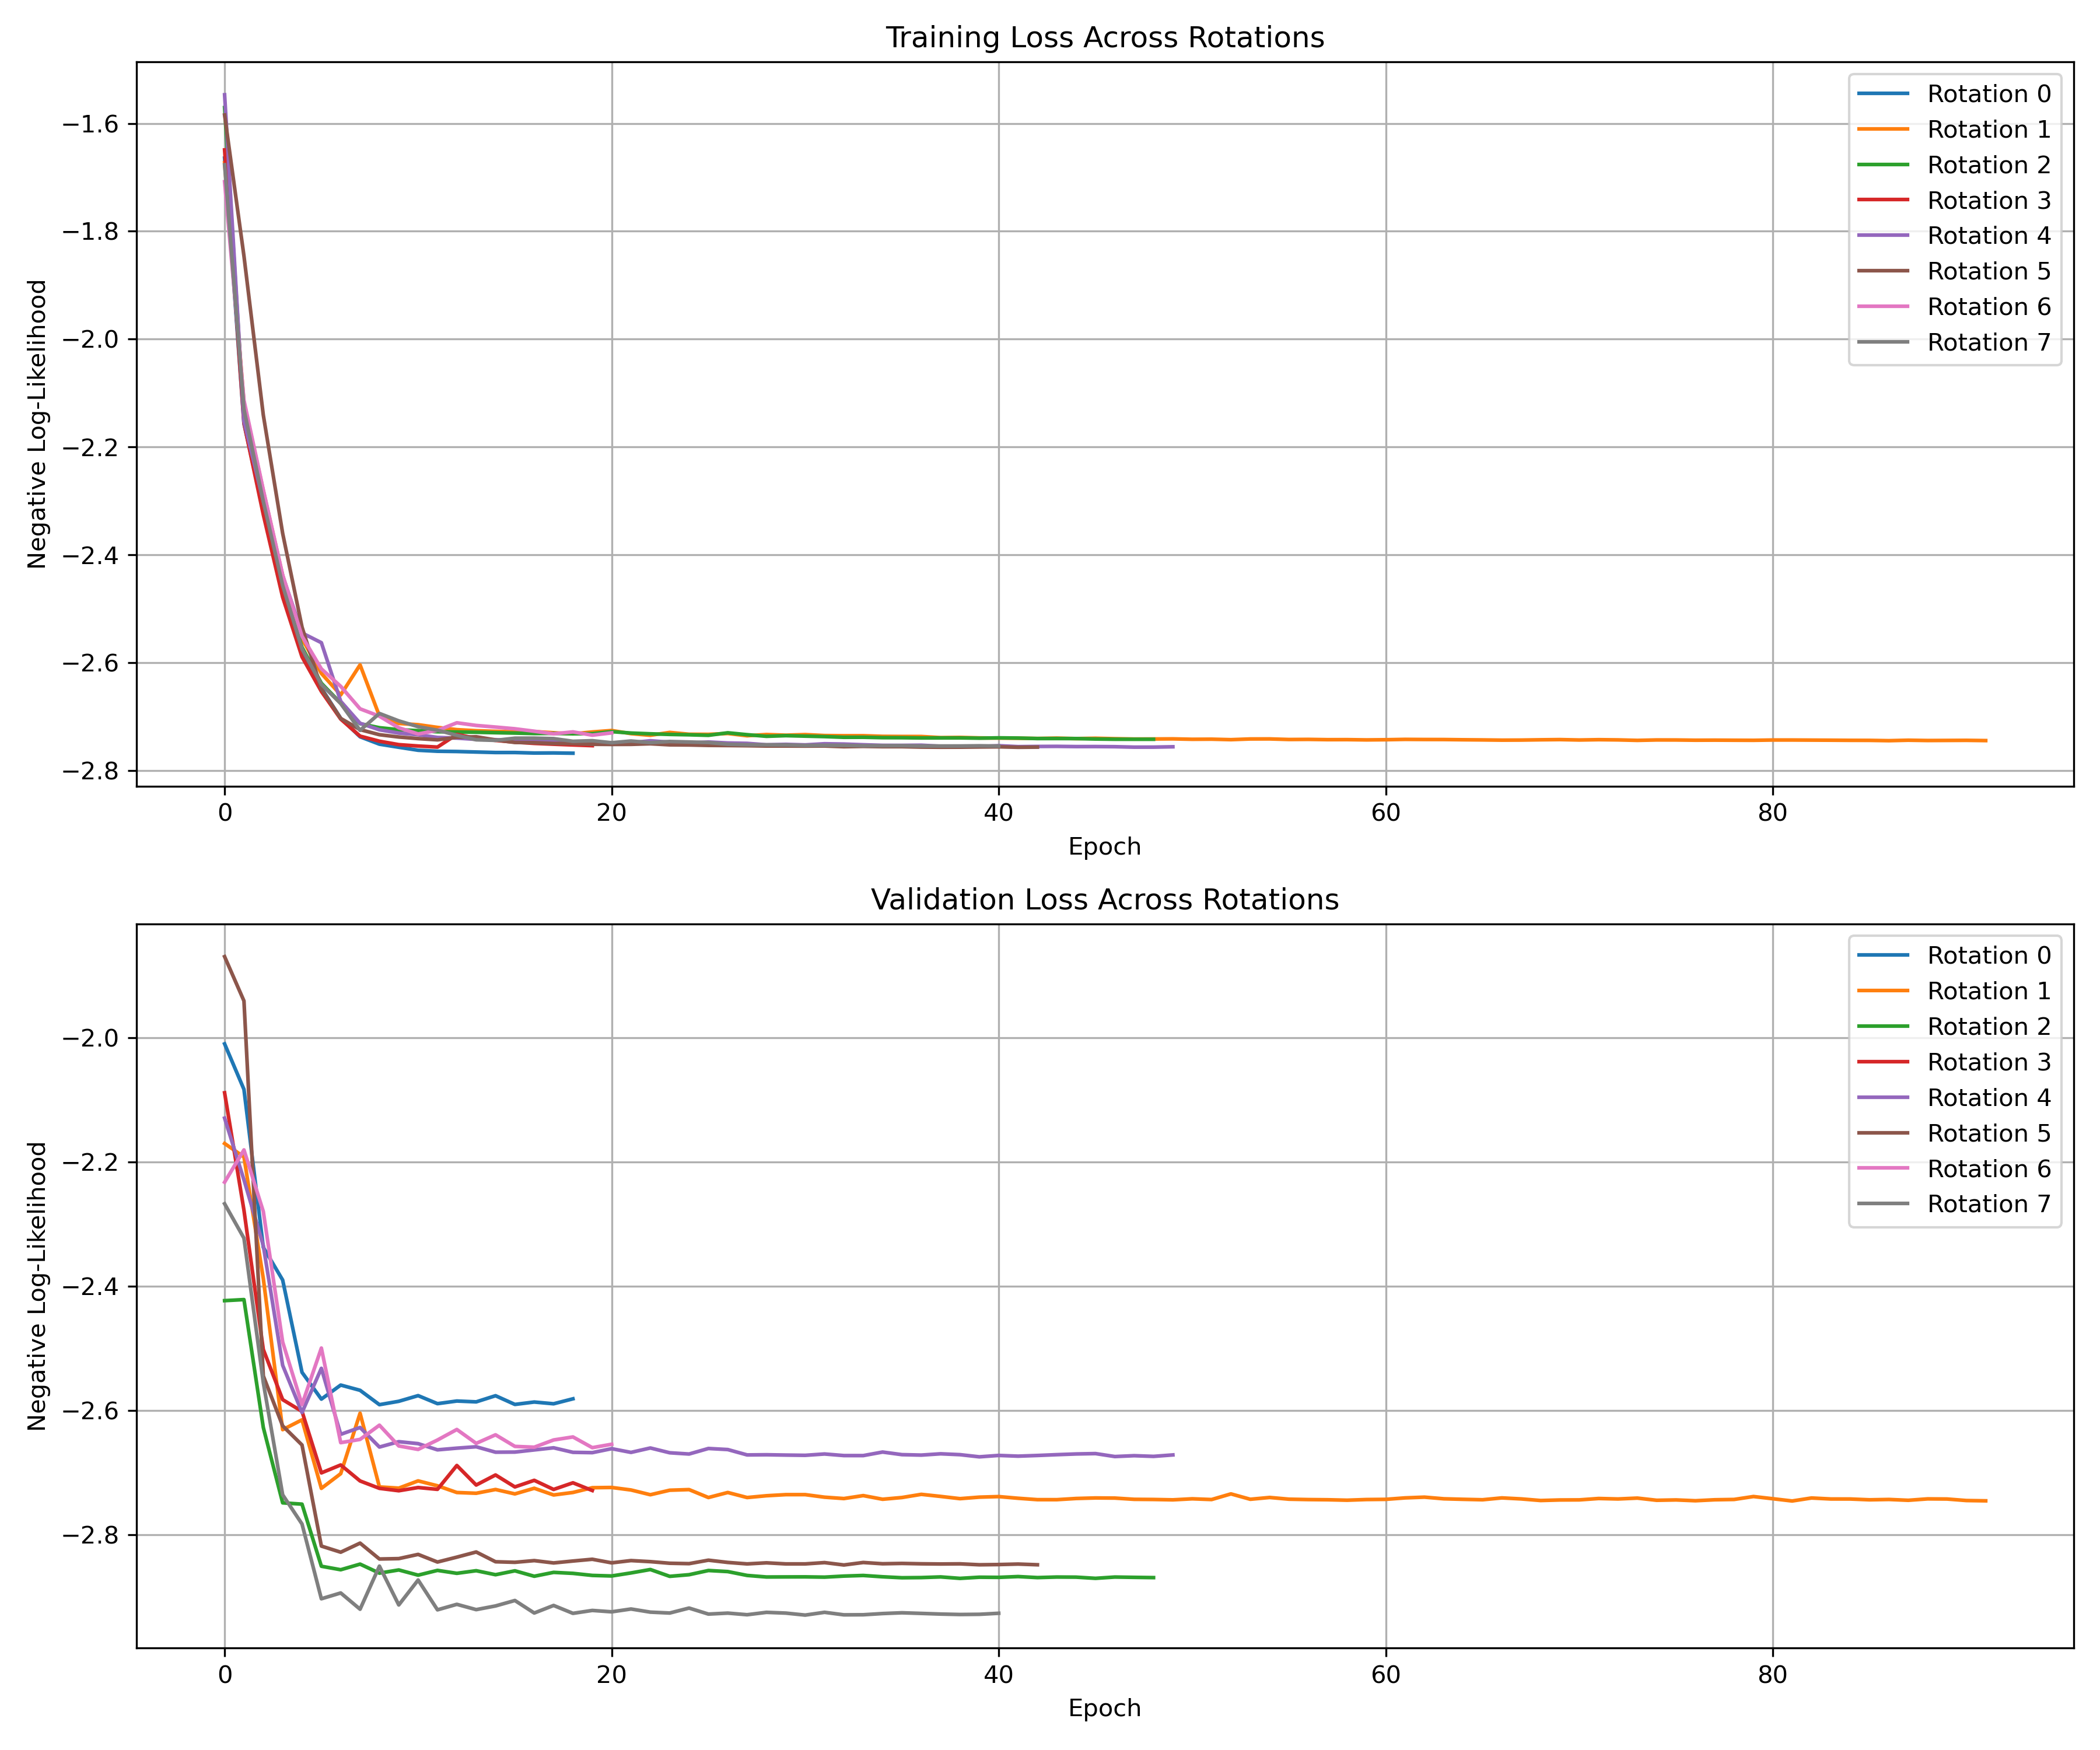 Training Loss Across Rotations
Negative Log-Likelihood
−1.6
−1.8
−2.0
−2.2
−2.4
−2.6
−2.8
0
20
40
60
80
Epoch
Rotation 0
Rotation 1
Rotation 2
Rotation 3
Rotation 4
Rotation 5
Rotation 6
Rotation 7
Validation Loss Across Rotations
Negative Log-Likelihood
−2.0
−2.2
−2.4
−2.6
−2.8
0
20
40
60
80
Epoch
Rotation 0
Rotation 1
Rotation 2
Rotation 3
Rotation 4
Rotation 5
Rotation 6
Rotation 7